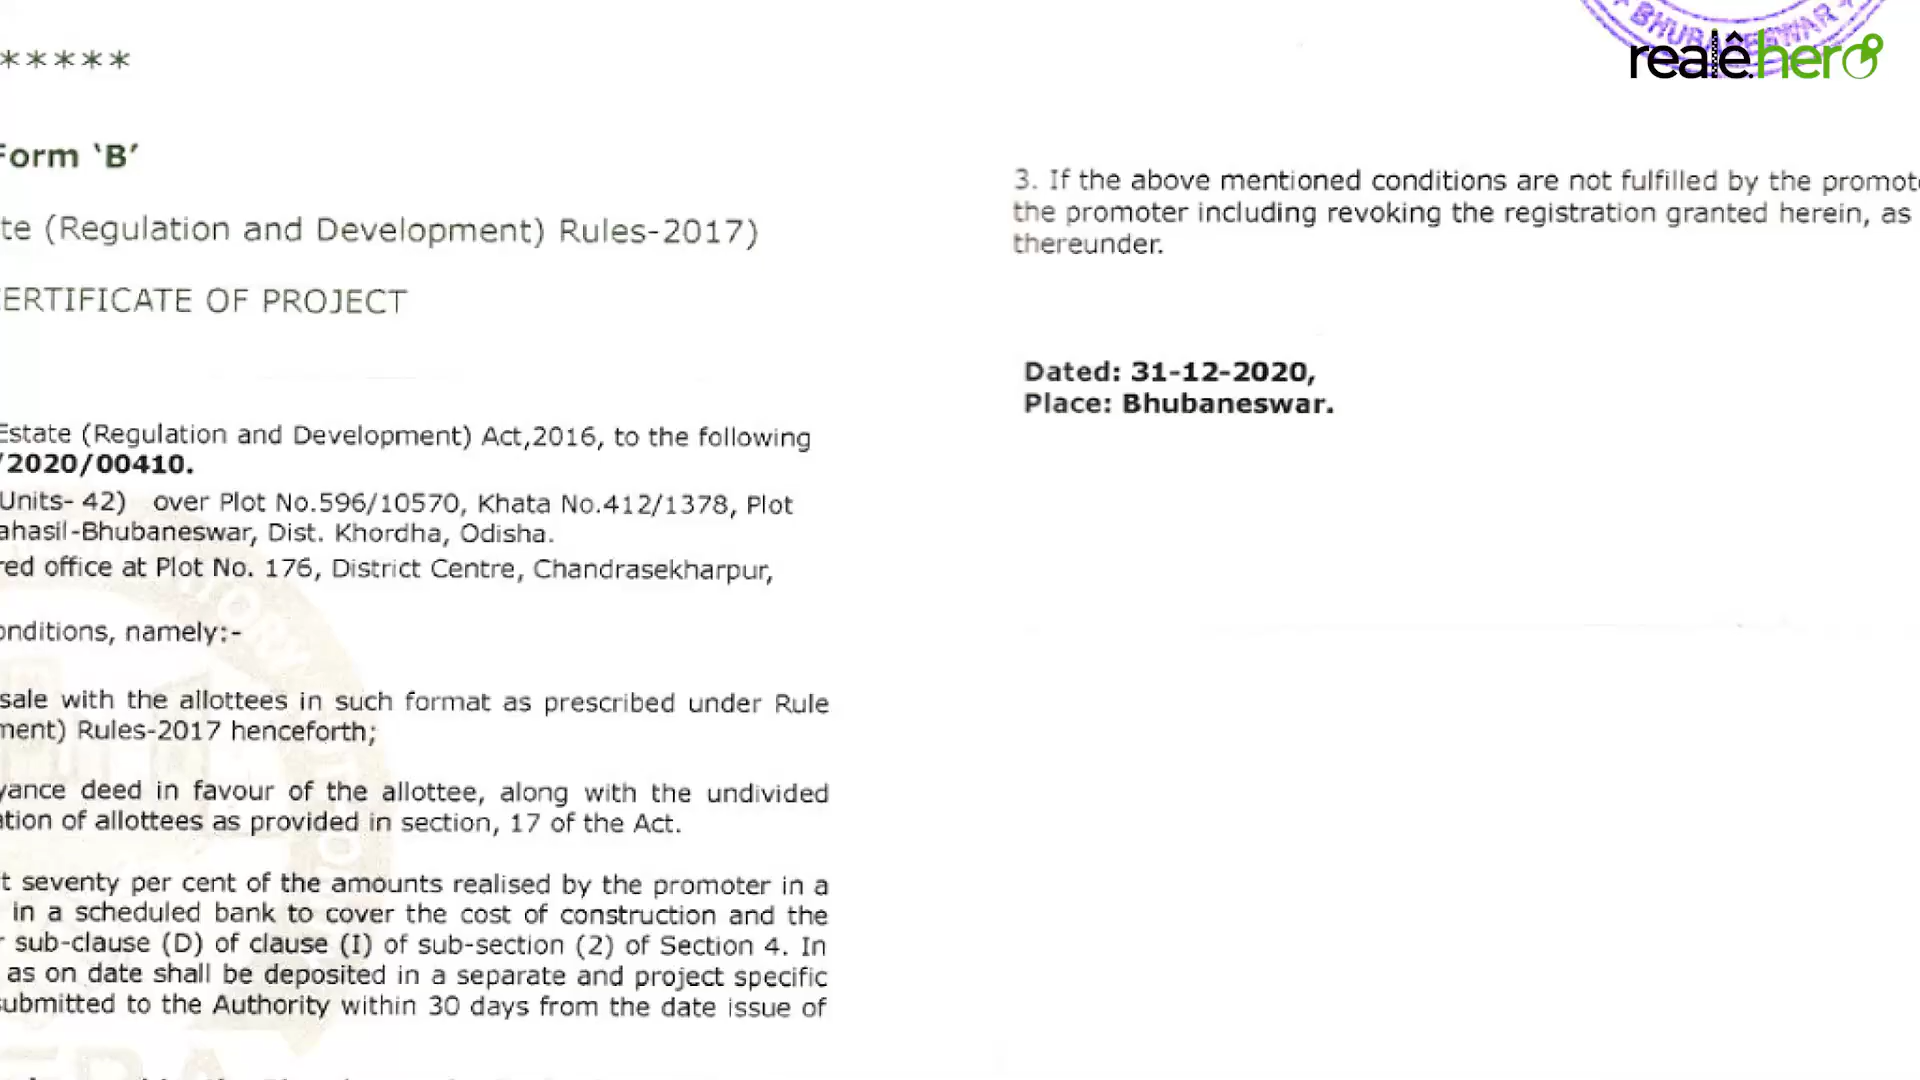 *****
Form ‘B’
te (Regulation and Development) Rules-2017)
ERTIFICATE OF PROJECT
Estate (Regulation and Development) Act,2016, to the following
/2020/00410.
Units- 42) over Plot No.596/10570, Khata No.412/1378, Plot
ahasil-Bhubaneswar, Dist. Khordha, Odisha.
red office at Plot No. 176, District Centre, Chandrasekharpur,
onditions, namely:-
sale with the allottees in such format as prescribed under Rule
ment) Rules-2017 henceforth;
yance deed in favour of the allottee, along with the undivided
ation of allottees as provided in section, 17 of the Act.
t seventy per cent of the amounts realised by the promoter in a
in a scheduled bank to cover the cost of construction and the
r sub-clause (D) of clause (I) of sub-section (2) of Section 4. In
as on date shall be deposited in a separate and project specific
submitted to the Authority within 30 days from the date issue of
BHUBANESWAR
realê.hero
3. If the above mentioned conditions are not fulfilled by the promote
the promoter including revoking the registration granted herein, as
thereunder.
Dated: 31-12-2020,
Place: Bhubaneswar.